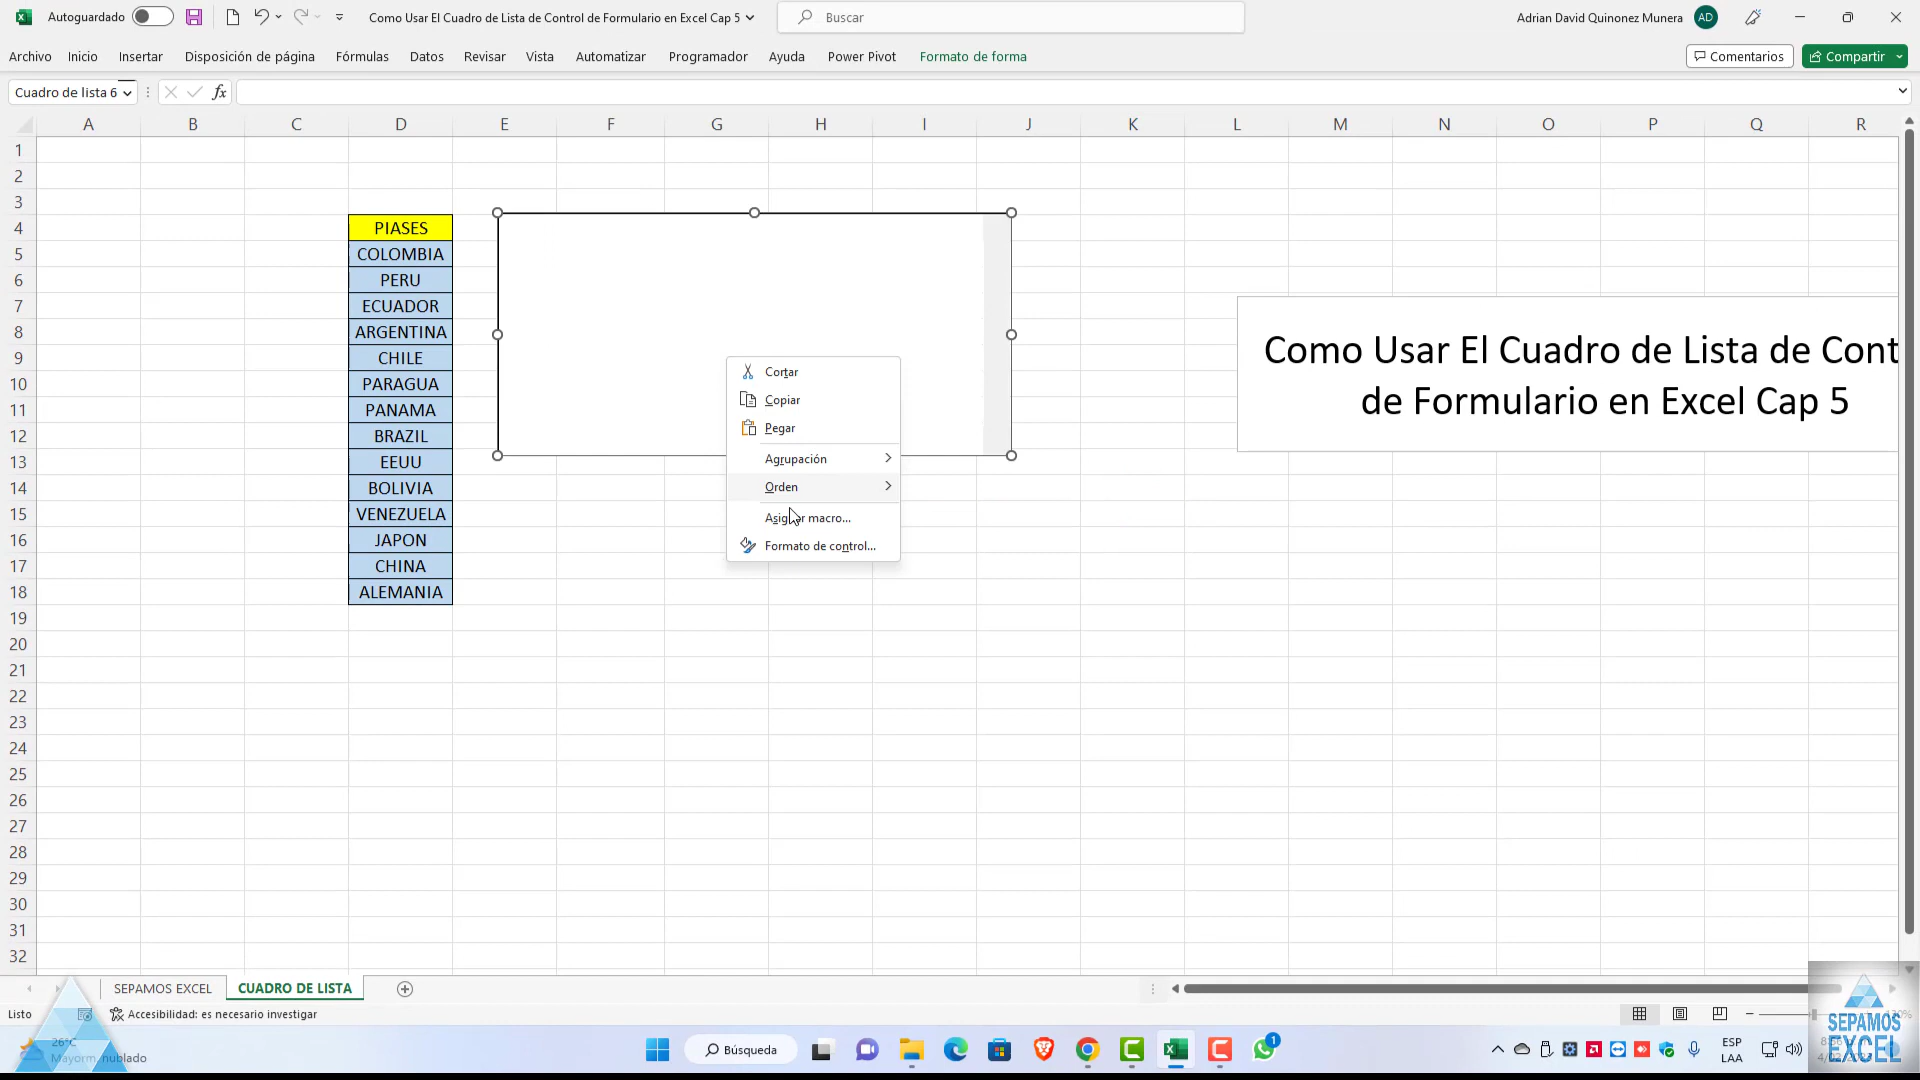 Autoguardado
Como Usar El Cuadro de Lista de Control de Formulario en Excel Cap 5
Buscar
Adrian David Quinonez Munera
AD
Archivo Inicio Insertar Disposición de página Fórmulas Datos Revisar Vista Automatizar Programador Ayuda Power Pivot Formato de forma
Comentarios
Compartir
Cuadro de lista 6
fx
A B C D E F G H I J K L M N O P Q R
1
2
3
4 PIASES
5 COLOMBIA
6 PERU
7 ECUADOR
8 ARGENTINA
9 CHILE
10 PARAGUA
11 PANAMA
12 BRAZIL
13 EEUU
14 BOLIVIA
15 VENEZUELA
16 JAPON
17 CHINA
18 ALEMANIA
19
20
21
22
23
24
25
26
27
28
29
30
31
32
Cortar
Copiar
Pegar
Agrupación
Orden
macro...
Formato de control...
Como Usar El Cuadro de Lista de Cont
de Formulario en Excel Cap 5
SEPAMOS EXCEL
CUADRO DE LISTA
Listo
Accesibilidad: es necesario investigar
26°C
nublado
Búsqueda
1
ESP
LAA
SEPAMOS
EXCEL